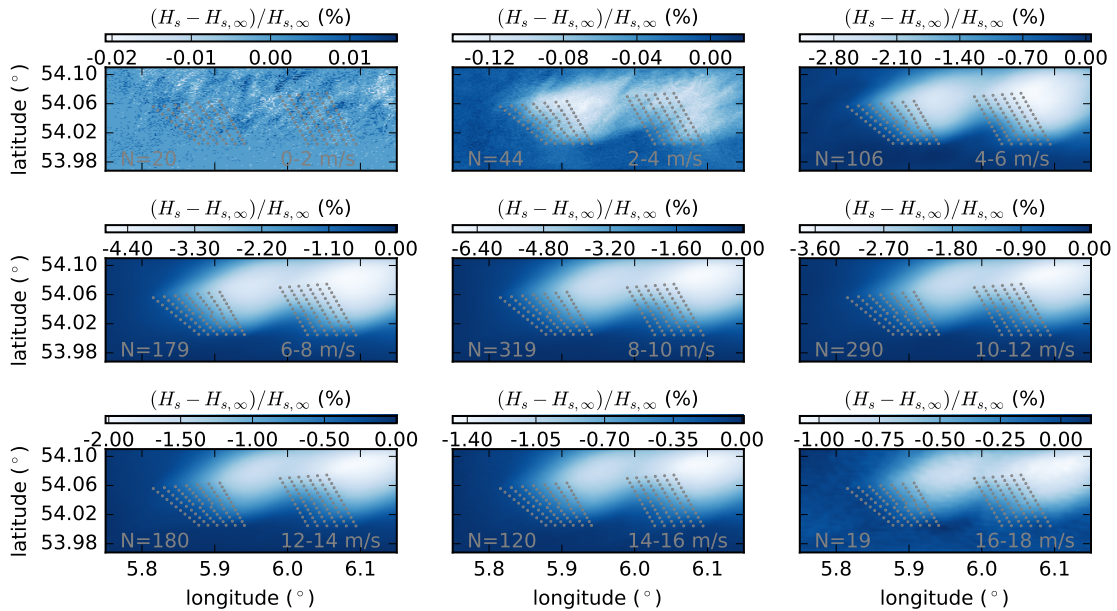 (H_s − H_{s,∞})/H_{s,∞} (%) (H_s − H_{s,∞})/H_{s,∞} (%) (H_s − H_{s,∞})/H_{s,∞} (%)
-0.02 -0.01 0.00 0.01 -0.12 -0.08 -0.04 0.00 -2.80 -2.10 -1.40 -0.70 0.00
latitude (°)
54.10
54.06
54.02
53.98
N=20 0-2 m/s N=44 2-4 m/s N=106 4-6 m/s
(H_s − H_{s,∞})/H_{s,∞} (%) (H_s − H_{s,∞})/H_{s,∞} (%) (H_s − H_{s,∞})/H_{s,∞} (%)
-4.40 -3.30 -2.20 -1.10 0.00 -6.40 -4.80 -3.20 -1.60 0.00 -3.60 -2.70 -1.80 -0.90 0.00
latitude (°)
54.10
54.06
54.02
53.98
N=179 6-8 m/s N=319 8-10 m/s N=290 10-12 m/s
(H_s − H_{s,∞})/H_{s,∞} (%) (H_s − H_{s,∞})/H_{s,∞} (%) (H_s − H_{s,∞})/H_{s,∞} (%)
-2.00 -1.50 -1.00 -0.50 0.00 -1.40 -1.05 -0.70 -0.35 0.00 -1.00 -0.75 -0.50 -0.25 0.00
latitude (°)
54.10
54.06
54.02
53.98
N=180 12-14 m/s N=120 14-16 m/s N=19 16-18 m/s
5.8 5.9 6.0 6.1 5.8 5.9 6.0 6.1 5.8 5.9 6.0 6.1
longitude (°) longitude (°) longitude (°)